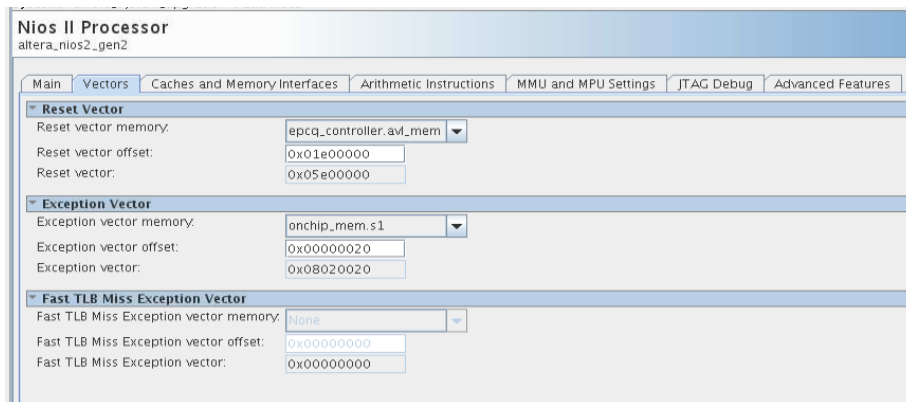 Nios II Processor
altera_nios2_gen2
Main Vectors Caches and Memory Interfaces Arithmetic Instructions MMU and MPU Settings JTAG Debug Advanced Features
Reset Vector
Reset vector memory: epcq_controller.avl_mem
Reset vector offset: 0x01e00000
Reset vector: 0x05e00000
Exception Vector
Exception vector memory: onchip_mem.s1
Exception vector offset: 0x00000020
Exception vector: 0x08020020
Fast TLB Miss Exception Vector
Fast TLB Miss Exception vector memory: None
Fast TLB Miss Exception vector offset: 0x00000000
Fast TLB Miss Exception vector: 0x00000000